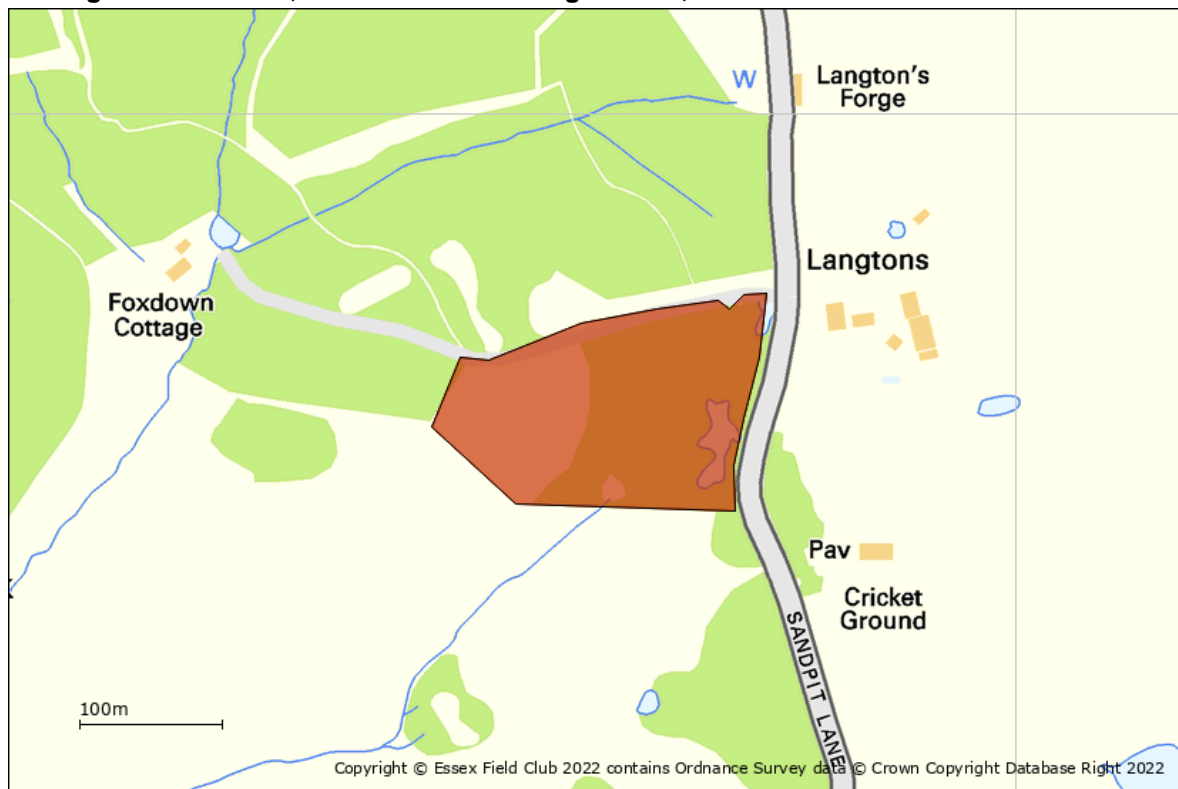 W
Langton's
Forge
Langtons
Foxdown
Cottage
Pav
Cricket
Ground
SANDPIT LANE
100m
Copyright © Essex Field Club 2022 contains Ordnance Survey data © Crown Copyright Database Right 2022